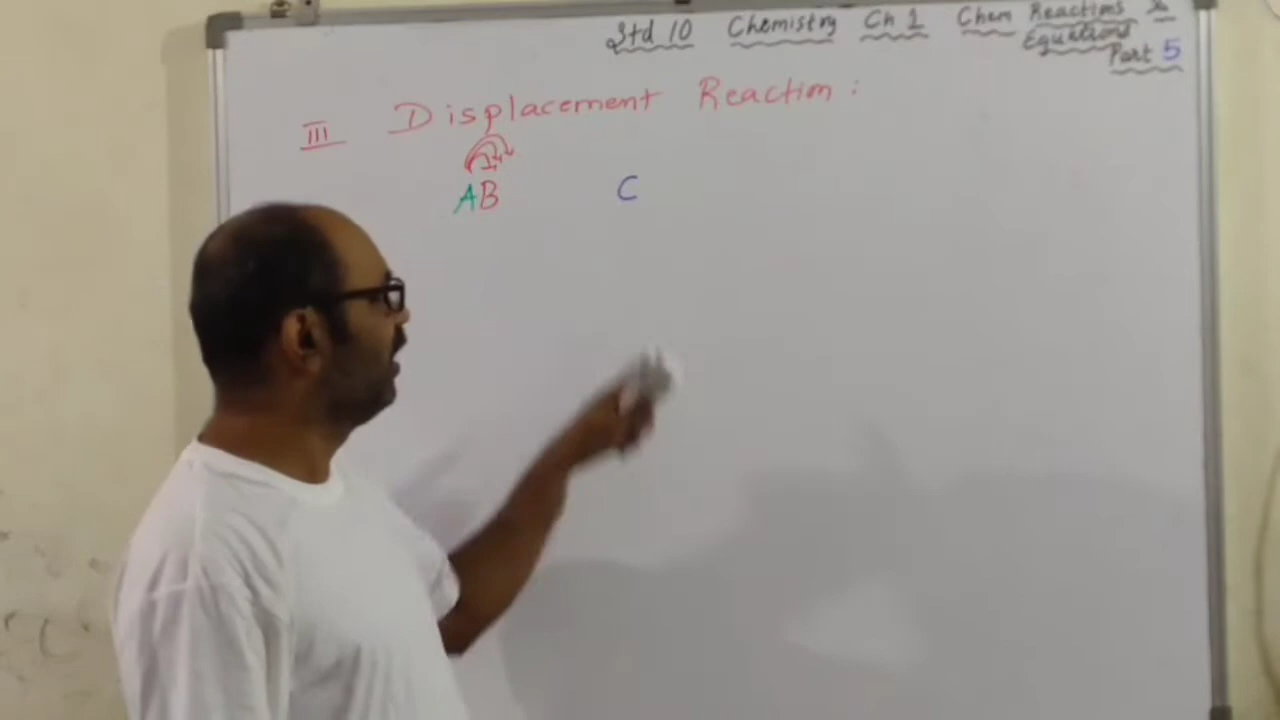 Std 10 Chemistry Ch 1 Chem Reactions &
Equations
Part 5
III Displacement Reaction :
AB C